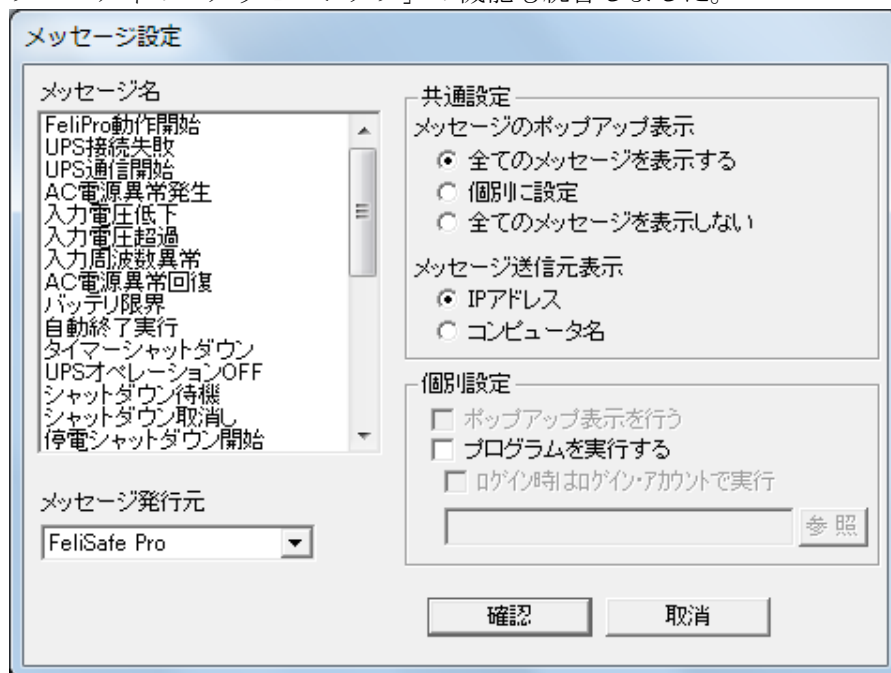 メッセージ設定
メッセージ名
FeliPro動作開始
UPS接続失敗
UPS通信開始
AC電源異常発生
入力電圧低下
入力電圧超過
入力周波数異常
AC電源異常回復
バッテリ限界
自動終了実行
タイマーシャットダウン
UPSオペレーションOFF
シャットダウン待機
シャットダウン取消し
停電シャットダウン開始
メッセージ発行元
FeliSafe Pro
共通設定
メッセージのポップアップ表示
全てのメッセージを表示する
個別に設定
全てのメッセージを表示しない
メッセージ送信元表示
IPアドレス
コンピュータ名
個別設定
ポップアップ表示を行う
プログラムを実行する
ログイン時はログイン・アカウントで実行
参照
確認
取消